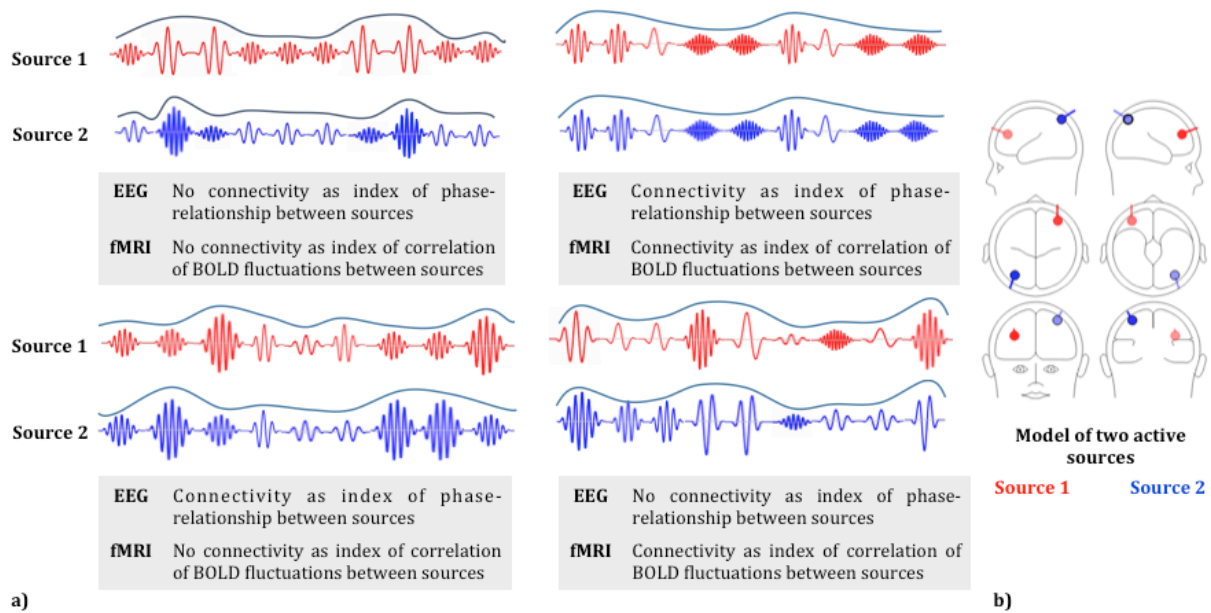 Source 1
Source 2
EEG No connectivity as index of phase-
relationship between sources
fMRI No connectivity as index of correlation
of BOLD fluctuations between sources
EEG Connectivity as index of phase-
relationship between sources
fMRI Connectivity as index of correlation of
BOLD fluctuations between sources
Source 1
Source 2
EEG Connectivity as index of phase-
relationship between sources
fMRI No connectivity as index of correlation
of BOLD fluctuations between sources
EEG No connectivity as index of phase-
relationship between sources
fMRI Connectivity as index of correlation of
BOLD fluctuations between sources
a)
Model of two active
sources
Source 1 Source 2
b)